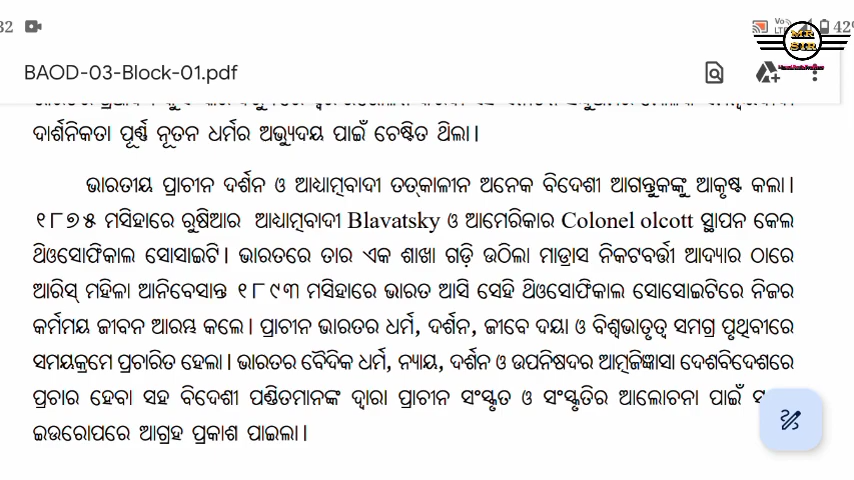 32
42%
MR
SIR
BAOD-03-Block-01.pdf
ଦାର୍ଶନିକତା ପୂର୍ଣ୍ଣ ନୂତନ ଧର୍ମର ଅଭ୍ୟୁଦୟ ପାଇଁ ଚେଷ୍ଟିତ ଥିଲା।
ଭାରତୀୟ ପ୍ରାଚୀନ ଦର୍ଶନ ଓ ଆଧ୍ୟାତ୍ମବାଦୀ ତତ୍କାଳୀନ ଅନେକ ବିଦେଶୀ ଆଗନ୍ତୁକଙ୍କୁ ଆକୃଷ୍ଟ କଲା।
୧୮୭୫ ମସିହାରେ ରୁଷିଆର ଆଧ୍ୟାତ୍ମବାଦୀ Blavatsky ଓ ଆମେରିକାର Colonel olcott ସ୍ଥାପନ କେଲ
ଥିଓସୋଫିକାଲ ସୋସାଇଟି। ଭାରତରେ ତାର ଏକ ଶାଖା ଗଡ଼ି ଉଠିଲା ମାଡ୍ରାସ ନିକଟବର୍ତ୍ତୀ ଆଦ୍ୟାର ଠାରେ
ଆରିସ୍ ମହିଳା ଆନିବେସାନ୍ତ ୧୮୯୩ ମସିହାରେ ଭାରତ ଆସି ସେହି ଥିଓସୋଫିକାଲ ସୋସୋଇଟିରେ ନିଜର
କର୍ମମୟ ଜୀବନ ଆରମ୍ଭ କଲେ। ପ୍ରାଚୀନ ଭାରତର ଧର୍ମ, ଦର୍ଶନ, ଜୀବେ ଦୟା ଓ ବିଶ୍ୱଭାତୃତ୍ୱ ସମଗ୍ର ପୃଥିବୀରେ
ସମୟକ୍ରମେ ପ୍ରଚାରିତ ହେଲା। ଭାରତର ବୈଦିକ ଧର୍ମ, ନ୍ୟାୟ, ଦର୍ଶନ ଓ ଉପନିଷଦର ଆତ୍ମଜିଜ୍ଞାସା ଦେଶବିଦେଶରେ
ପ୍ରଚାର ହେବା ସହ ବିଦେଶୀ ପଣ୍ଡିତମାନଙ୍କ ଦ୍ୱାରା ପ୍ରାଚୀନ ସଂସ୍କୃତ ଓ ସଂସ୍କୃତିର ଆଲୋଚନା ପାଇଁ
ଇଉରୋପରେ ଆଗ୍ରହ ପ୍ରକାଶ ପାଇଲା।